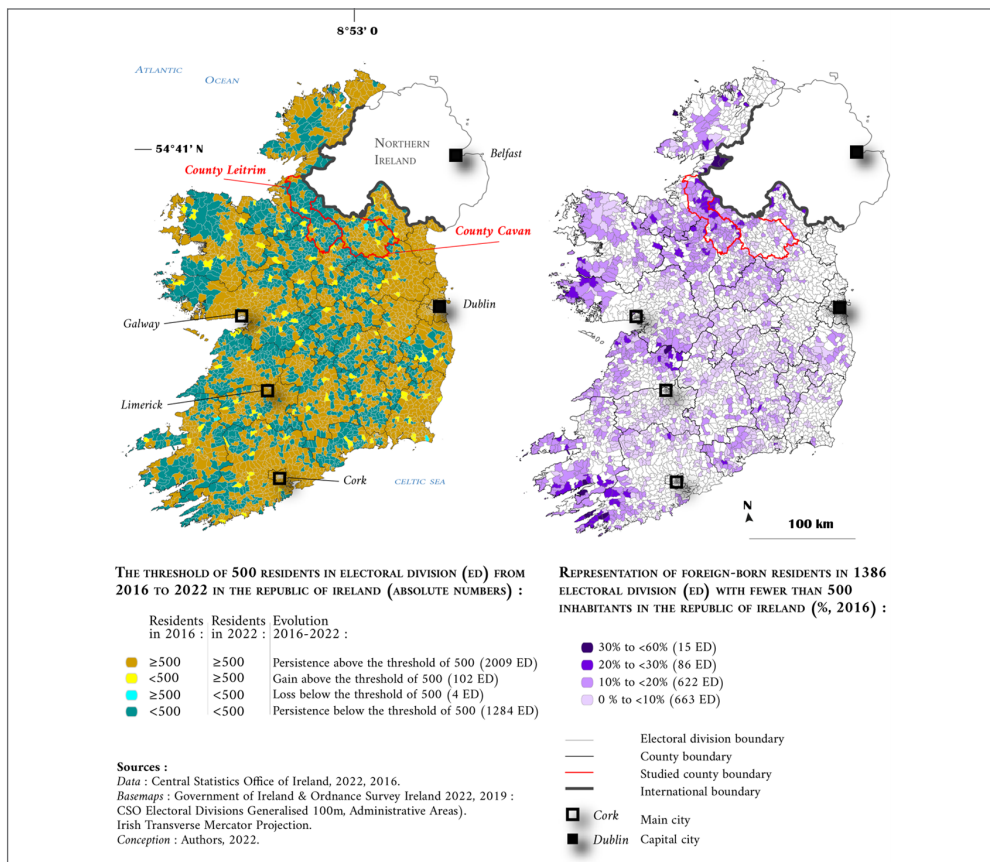 8°53' O
Atlantic
Ocean
54°41' N
Northern
Ireland
Belfast
County Leitrim
County Cavan
Dublin
Galway
Limerick
Cork
Celtic Sea
N
100 km
The threshold of 500 residents in electoral division (ED) from
2016 to 2022 in the republic of Ireland (absolute numbers) :
Residents in 2016 : Residents in 2022 : Evolution 2016-2022 :
≥500 ≥500 Persistence above the threshold of 500 (2009 ED)
<500 ≥500 Gain above the threshold of 500 (102 ED)
≥500 <500 Loss below the threshold of 500 (4 ED)
<500 <500 Persistence below the threshold of 500 (1284 ED)
Sources :
Data : Central Statistics Office of Ireland, 2022, 2016.
Basemaps : Government of Ireland & Ordnance Survey Ireland 2022, 2019 :
CSO Electoral Divisions Generalised 100m, Administrative Areas).
Irish Transverse Mercator Projection.
Conception : Authors, 2022.
Representation of foreign-born residents in 1386
electoral division (ED) with fewer than 500
inhabitants in the republic of Ireland (%, 2016) :
30% to <60% (15 ED)
20% to <30% (86 ED)
10% to <20% (622 ED)
0 % to <10% (663 ED)
Electoral division boundary
County boundary
Studied county boundary
International boundary
Cork Main city
Dublin Capital city